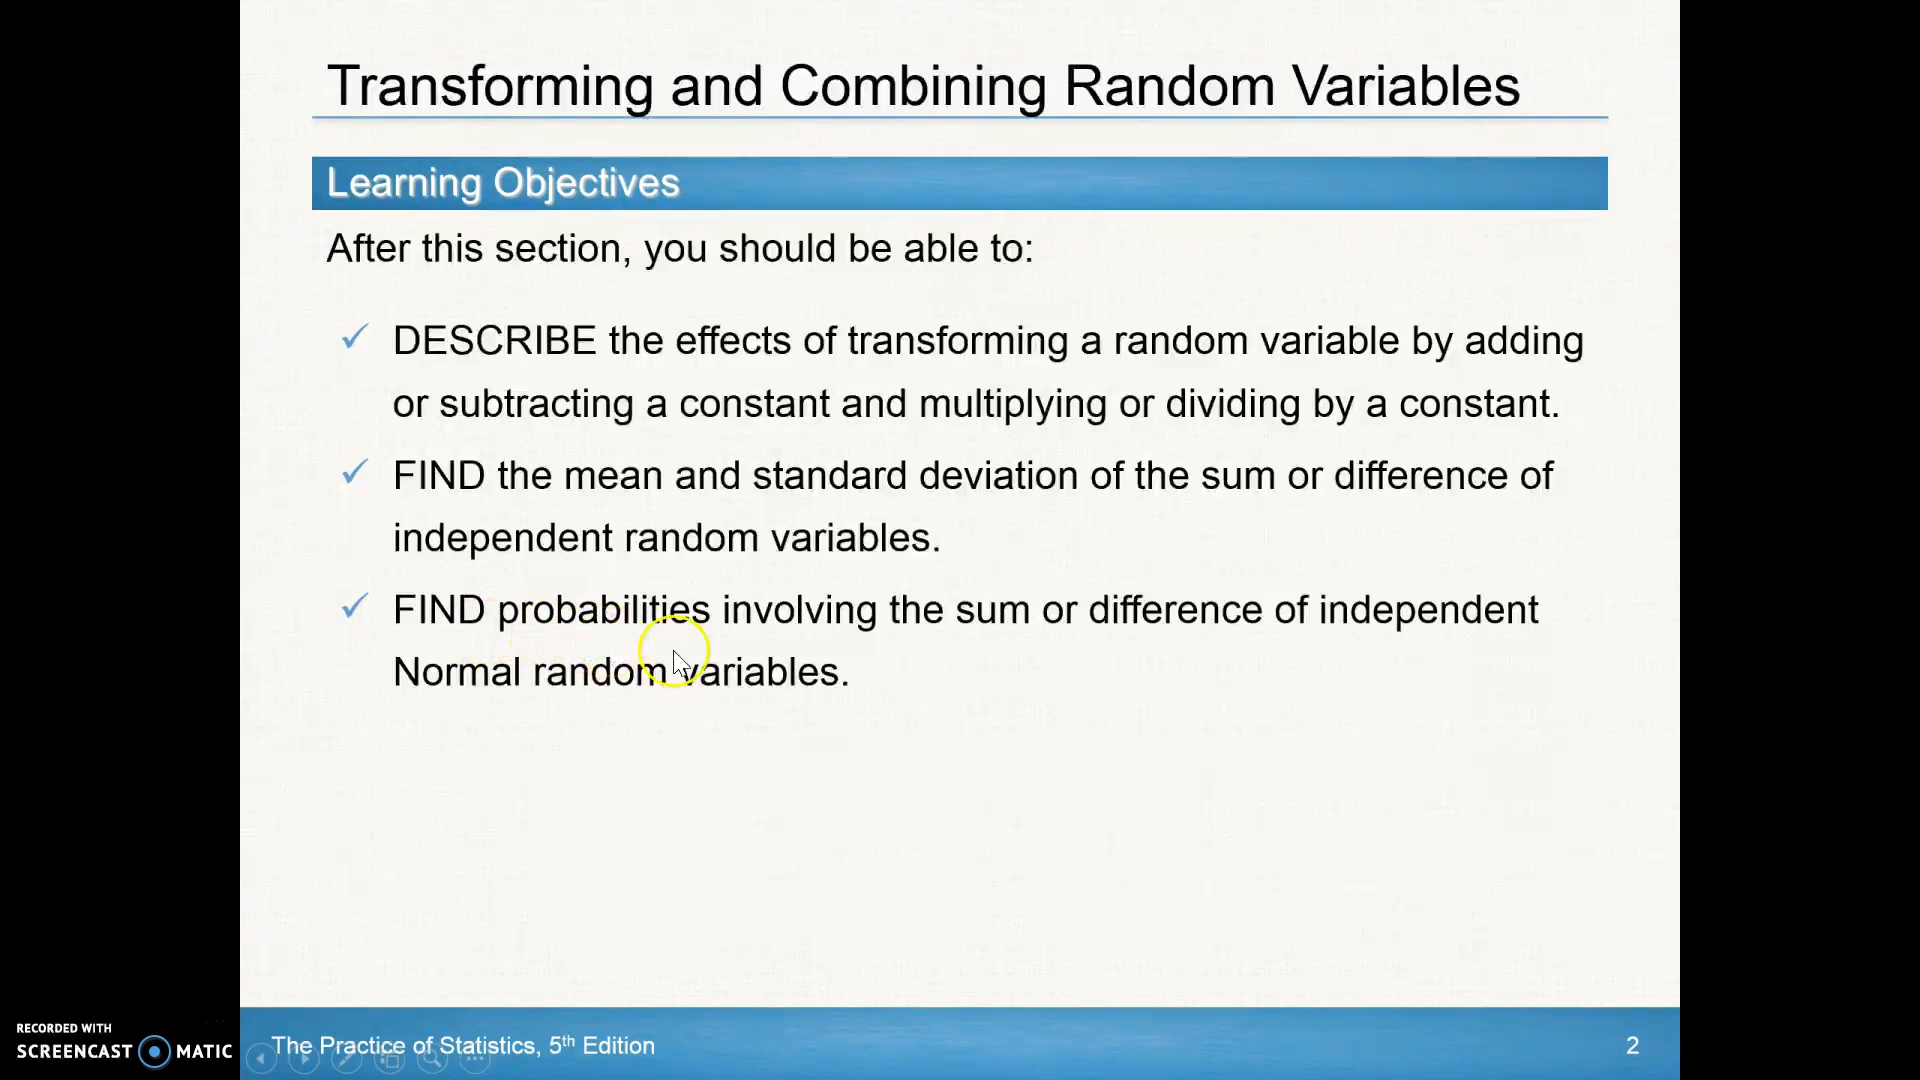 Transforming and Combining Random Variables
Learning Objectives
After this section, you should be able to:
✓ DESCRIBE the effects of transforming a random variable by adding
or subtracting a constant and multiplying or dividing by a constant.
✓ FIND the mean and standard deviation of the sum or difference of
independent random variables.
✓ FIND probabilities involving the sum or difference of independent
Normal random variables.
RECORDED WITH
SCREENCAST MATIC
The Practice of Statistics, 5th Edition
2